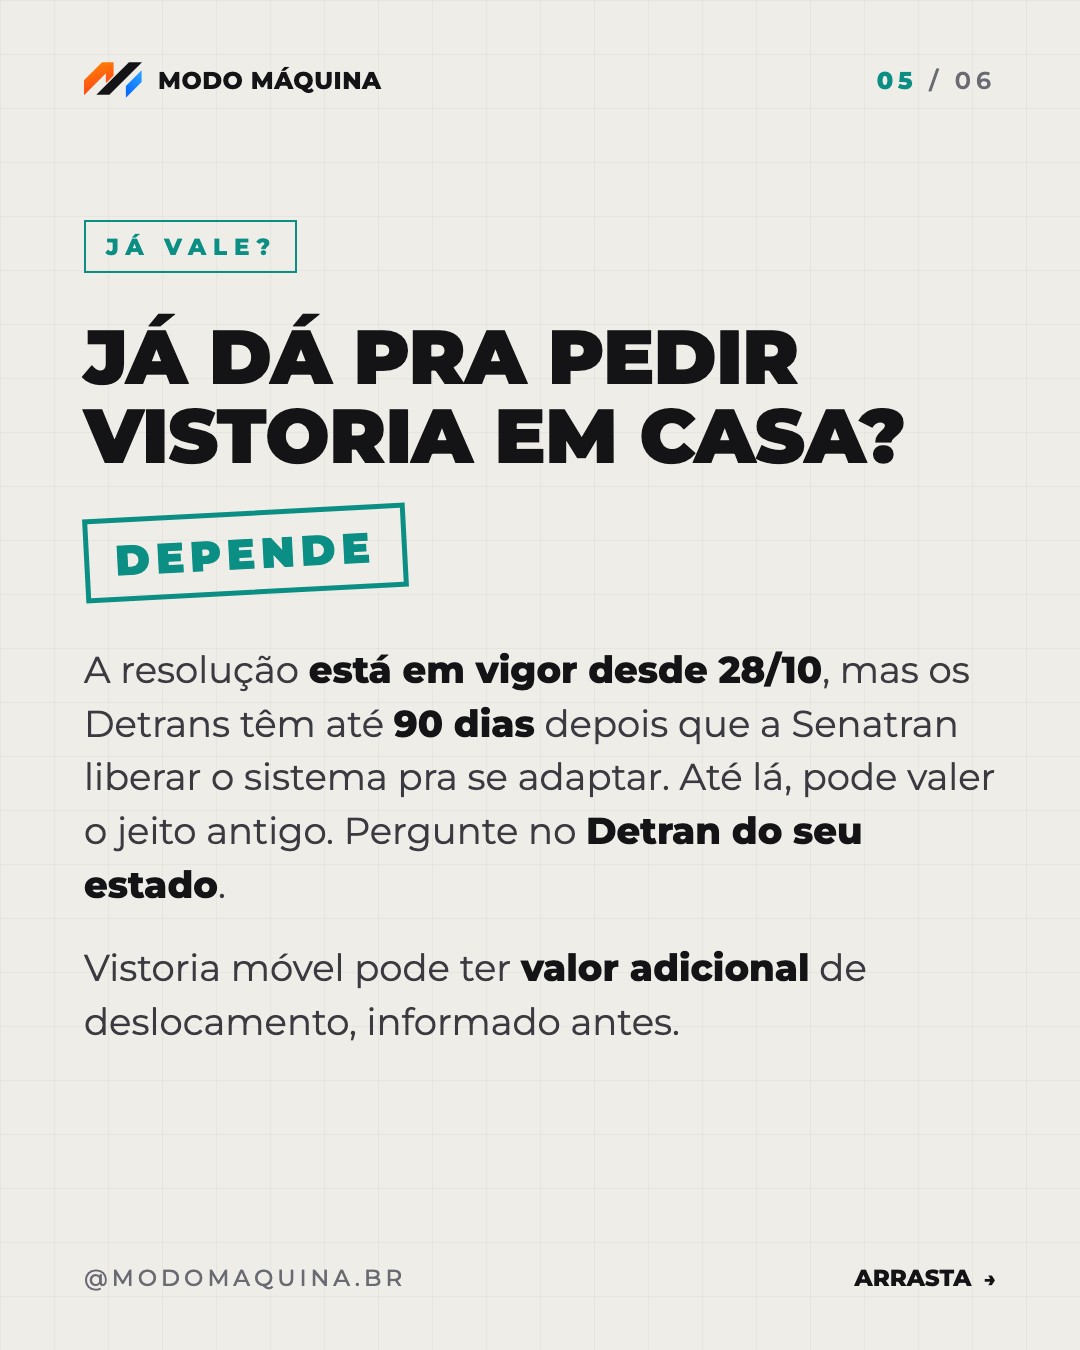 MODO MÁQUINA
05 / 06
JÁ VALE?
JÁ DÁ PRA PEDIR
VISTORIA EM CASA?
DEPENDE
A resolução está em vigor desde 28/10, mas os
Detrans têm até 90 dias depois que a Senatran
liberar o sistema pra se adaptar. Até lá, pode valer
o jeito antigo. Pergunte no Detran do seu
estado.
Vistoria móvel pode ter valor adicional de
deslocamento, informado antes.
@MODOMAQUINA.BR
ARRASTA →